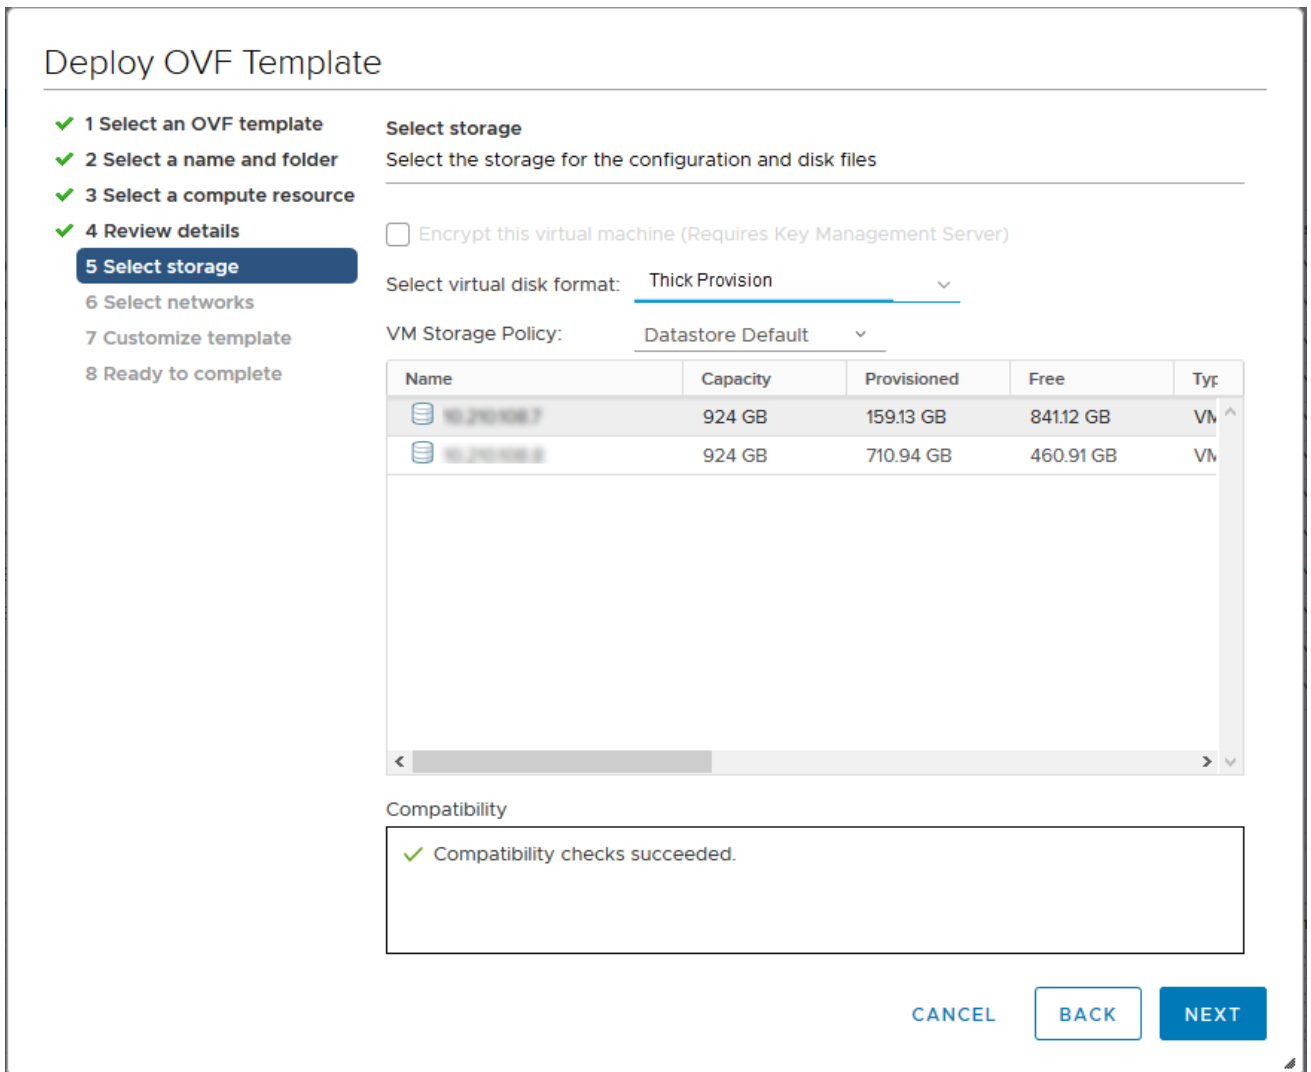 Deploy OVF Template
1 Select an OVF template
2 Select a name and folder
3 Select a compute resource
4 Review details
5 Select storage
6 Select networks
7 Customize template
8 Ready to complete
Select storage
Select the storage for the configuration and disk files
Encrypt this virtual machine (Requires Key Management Server)
Select virtual disk format: Thick Provision
VM Storage Policy: Datastore Default
Name Capacity Provisioned Free
924 GB 159.13 GB 841.12 GB
924 GB 710.94 GB 460.91 GB
Compatibility
Compatibility checks succeeded.
CANCEL BACK NEXT